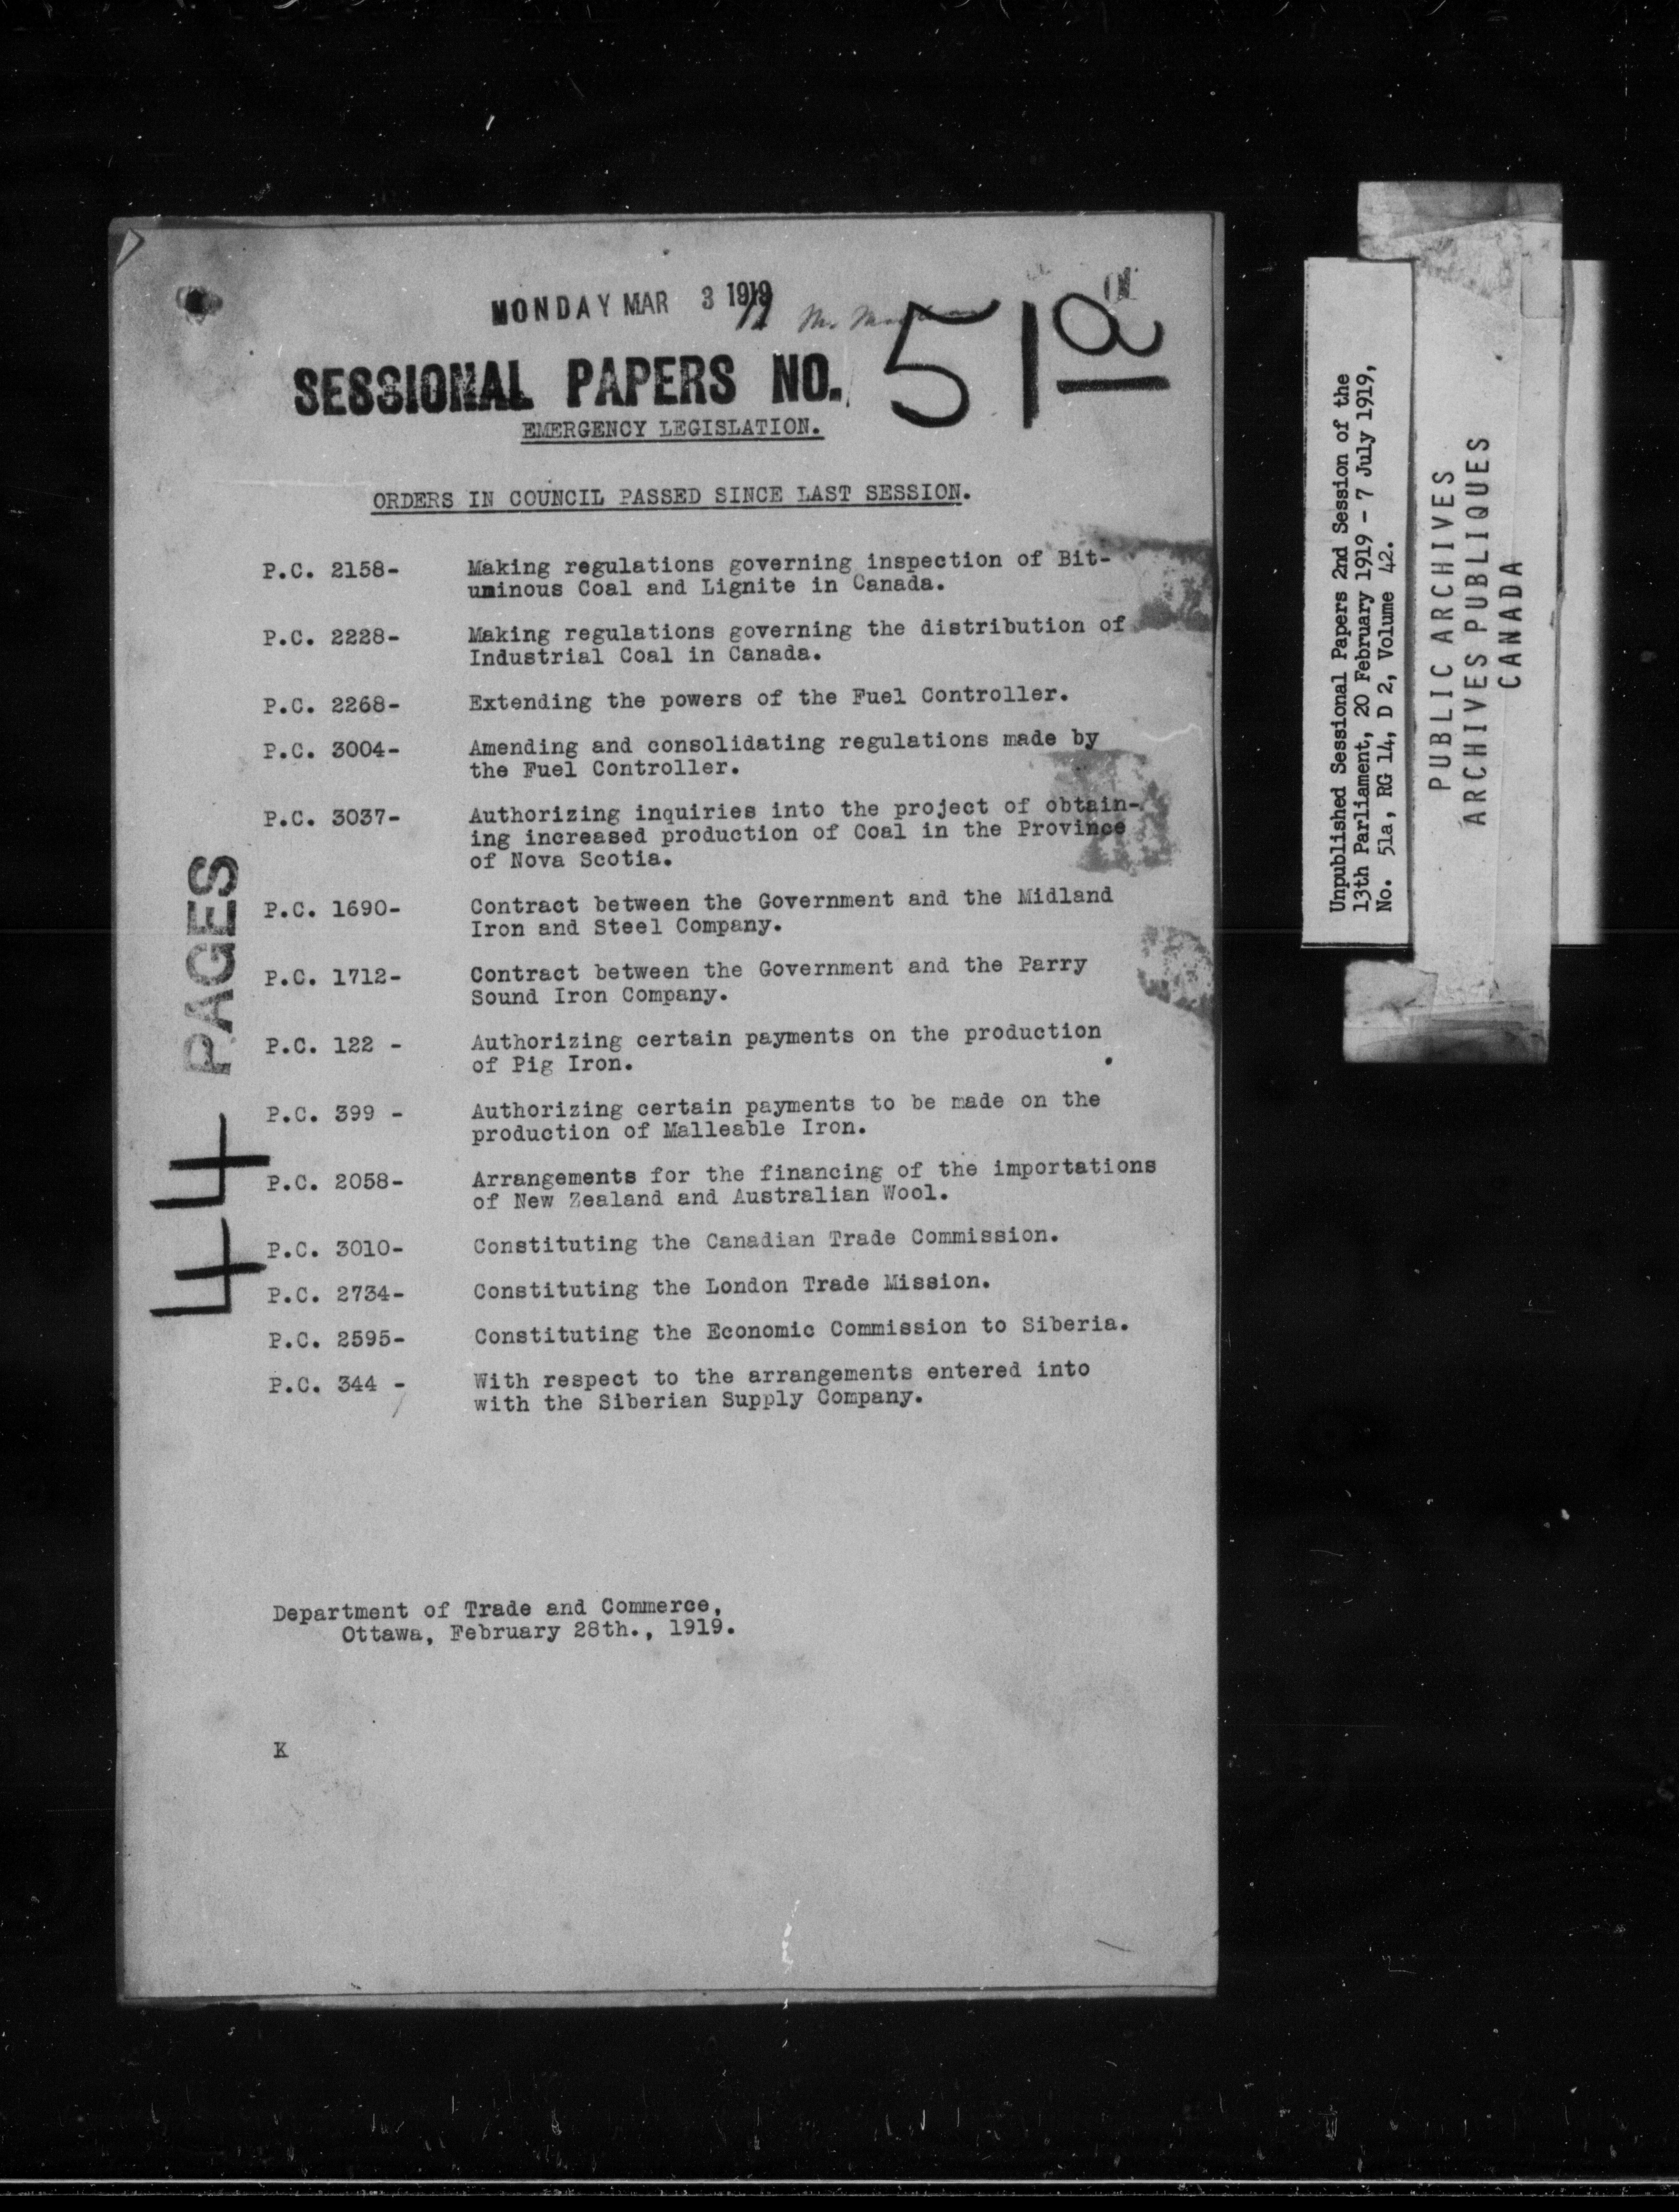 MONDAY MAR 3 1919
SESSIONAL PAPERS NO. 51a
EMERGENCY LEGISLATION.
ORDERS IN COUNCIL PASSED SINCE LAST SESSION.
P.C. 2158- Making regulations governing inspection of Bit-
uminous Coal and Lignite in Canada.
P.C. 2228- Making regulations governing the distribution of
Industrial Coal in Canada.
P.C. 2268- Extending the powers of the Fuel Controller.
P.C. 3004- Amending and consolidating regulations made by
the Fuel Controller.
P.C. 3037- Authorizing inquiries into the project of obtain-
ing increased production of Coal in the Province
of Nova Scotia.
P.C. 1690- Contract between the Government and the Midland
Iron and Steel Company.
P.C. 1712- Contract between the Government and the Parry
Sound Iron Company.
P.C. 122 - Authorizing certain payments on the production
of Pig Iron.
P.C. 399 - Authorizing certain payments to be made on the
production of Malleable Iron.
P.C. 2058- Arrangements for the financing of the importations
of New Zealand and Australian Wool.
P.C. 3010- Constituting the Canadian Trade Commission.
P.C. 2734- Constituting the London Trade Mission.
P.C. 2595- Constituting the Economic Commission to Siberia.
P.C. 344 - With respect to the arrangements entered into
with the Siberian Supply Company.
Department of Trade and Commerce,
Ottawa, February 28th., 1919.
K
44 PAGES
Unpublished Sessional Papers 2nd Session of the
13th Parliament, 20 February 1919 - 7 July 1919,
No. 51a, RG 14, D 2, Volume 42.
PUBLIC ARCHIVES
ARCHIVES PUBLIQUES
CANADA